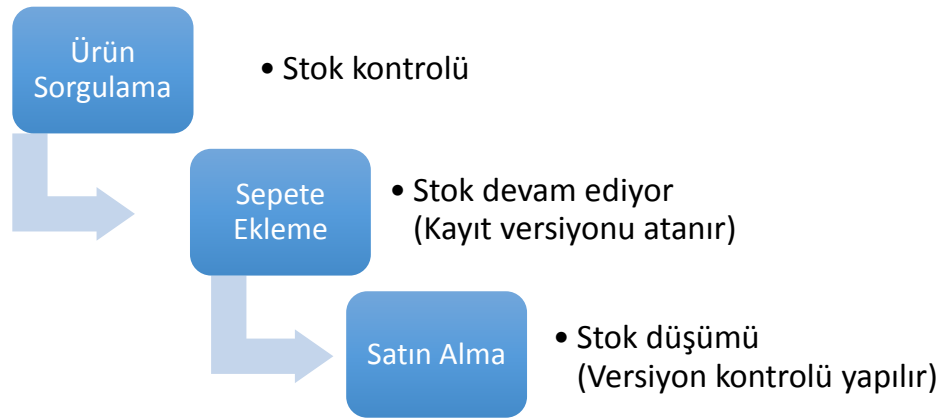 Ürün
Sorgulama
• Stok kontrolü
Sepete
Ekleme
• Stok devam ediyor
(Kayıt versiyonu atanır)
Satın Alma
• Stok düşümü
(Versiyon kontrolü yapılır)